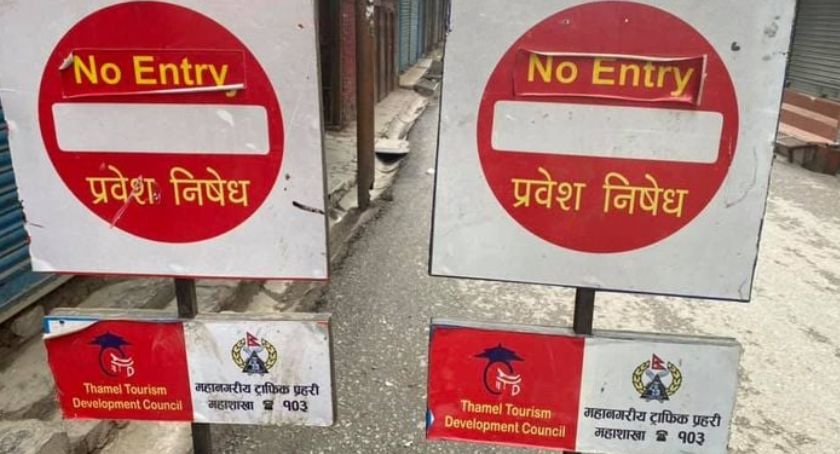 No Entry
प्रवेश निषेध
Thamel Tourism
Development Council
महानगरीय ट्राफिक प्रहरी
महाशाखा ☎ १०३
No Entry
प्रवेश निषेध
Thamel Tourism
Development Council
महानगरीय ट्राफिक प्रहरी
महाशाखा ☎ १०३